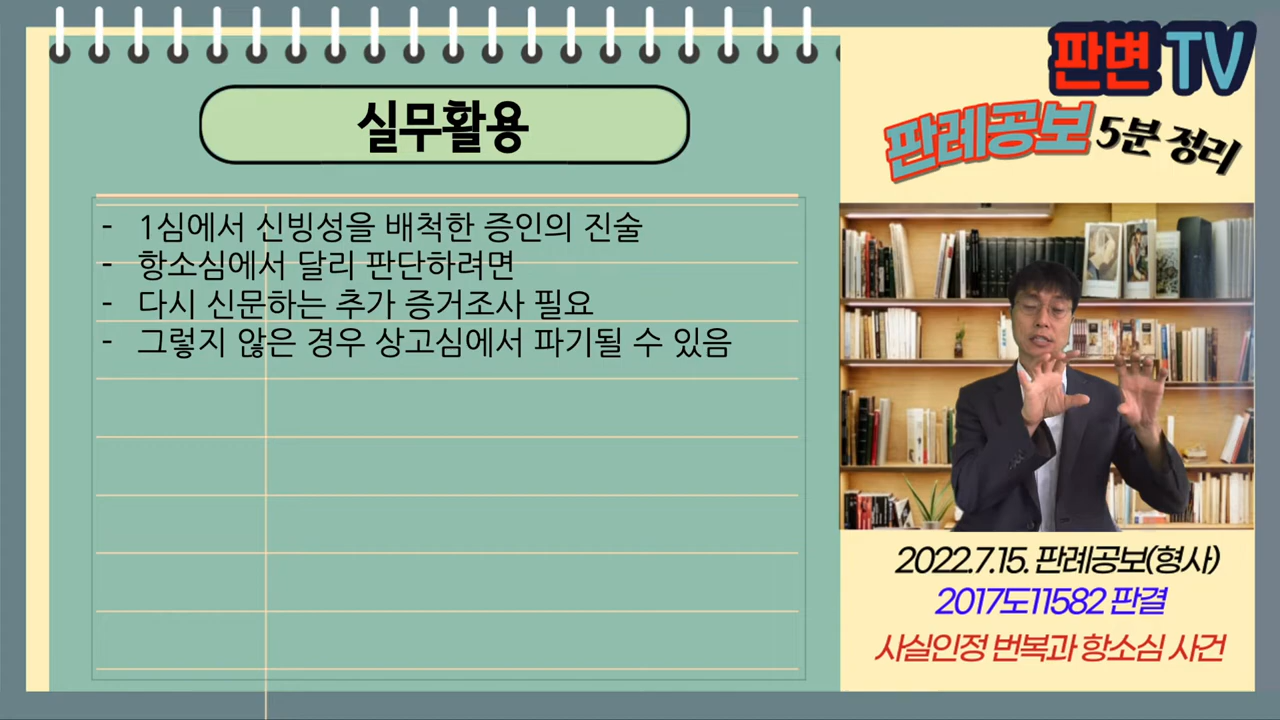 실무활용
- 1심에서 신빙성을 배척한 증인의 진술
- 항소심에서 달리 판단하려면
- 다시 신문하는 추가 증거조사 필요
- 그렇지 않은 경우 상고심에서 파기될 수 있음
판변 TV
판례공보 5분 정리
2022.7.15. 판례공보(형사)
2017도11582 판결
사실인정 번복과 항소심 사건